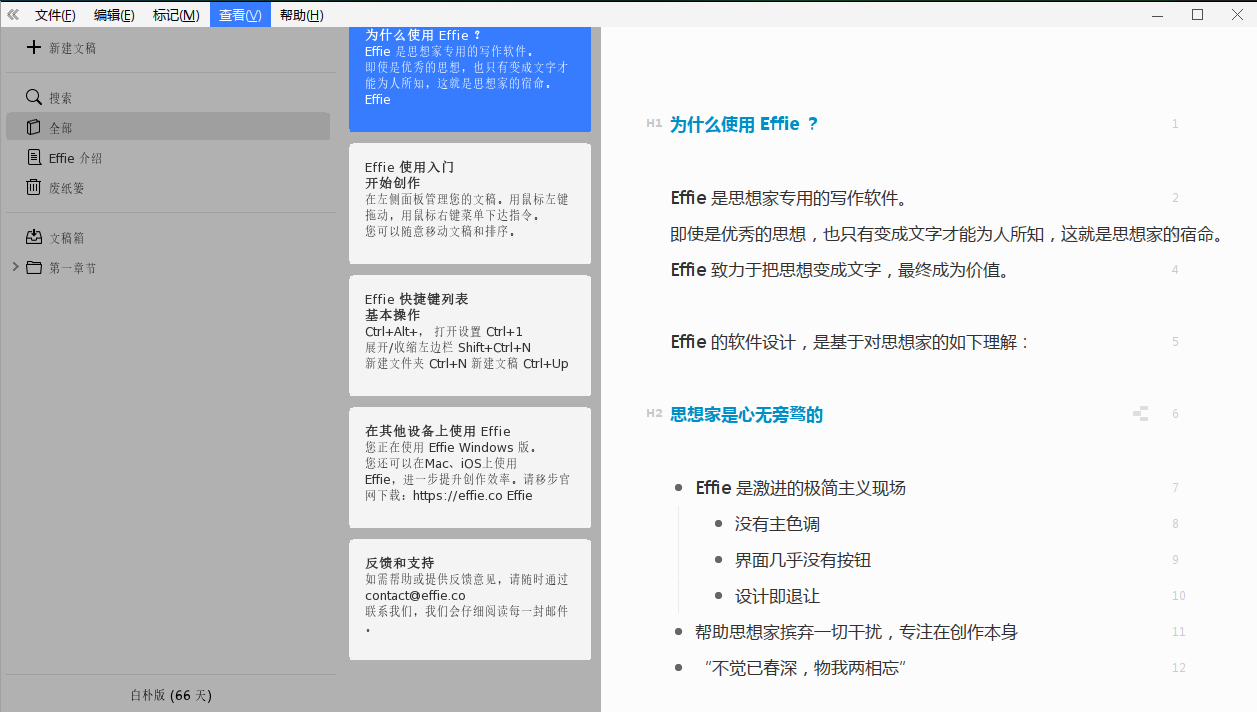 文件(F) 编辑(E) 标记(M) 查看(V) 帮助(H)
新建文稿
搜索
全部
Effie 介绍
废纸篓
文稿箱
第一章节
白朴版 (66 天)
为什么使用 Effie ？
Effie 是思想家专用的写作软件。
即使是优秀的思想，也只有变成文字才
能为人所知，这就是思想家的宿命。
Effie
Effie 使用入门
开始创作
在左侧面板管理您的文稿。用鼠标左键
拖动，用鼠标右键菜单下达指令。
您可以随意移动文稿和排序。
Effie 快捷键列表
基本操作
Ctrl+Alt+， 打开设置 Ctrl+1
展开/收缩左边栏 Shift+Ctrl+N
新建文件夹 Ctrl+N 新建文稿 Ctrl+Up
在其他设备上使用 Effie
您正在使用 Effie Windows 版。
您还可以在Mac、iOS上使用
Effie，进一步提升创作效率。请移步官
网下载：https://effie.co Effie
反馈和支持
如需帮助或提供反馈意见，请随时通过
contact@effie.co
联系我们，我们会仔细阅读每一封邮件
。
H1 为什么使用 Effie ？ 1
Effie 是思想家专用的写作软件。 2
即使是优秀的思想，也只有变成文字才能为人所知，这就是思想家的宿命。
Effie 致力于把思想变成文字，最终成为价值。 4
Effie 的软件设计，是基于对思想家的如下理解： 5
H2 思想家是心无旁骛的 6
Effie 是激进的极简主义现场 7
没有主色调 8
界面几乎没有按钮 9
设计即退让 10
帮助思想家摈弃一切干扰，专注在创作本身 11
“不觉已春深，物我两相忘” 12